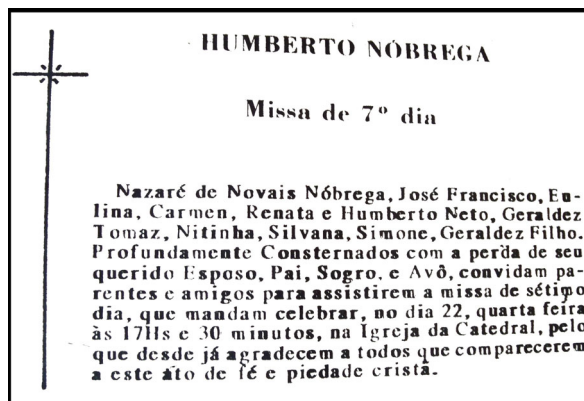 HUMBERTO NÓBREGA
Missa de 7º dia
Nazaré de Novais Nóbrega, José Francisco, Eu-
lina, Carmen, Renata e Humberto Neto, Geraldez
Tomaz, Nitinha, Silvana, Simone, Geraldez Filho.
Profundamente Consternados com a perda de seu
querido Esposo, Pai, Sogro, e Avô, convidam pa-
rentes e amigos para assistirem a missa de sétimo
dia, que mandam celebrar, no dia 22, quarta feira
às 17Hs e 30 minutos, na Igreja da Catedral, pelo
que desde já agradecem a todos que comparecerem
a este áto de fé e piedade cristã.